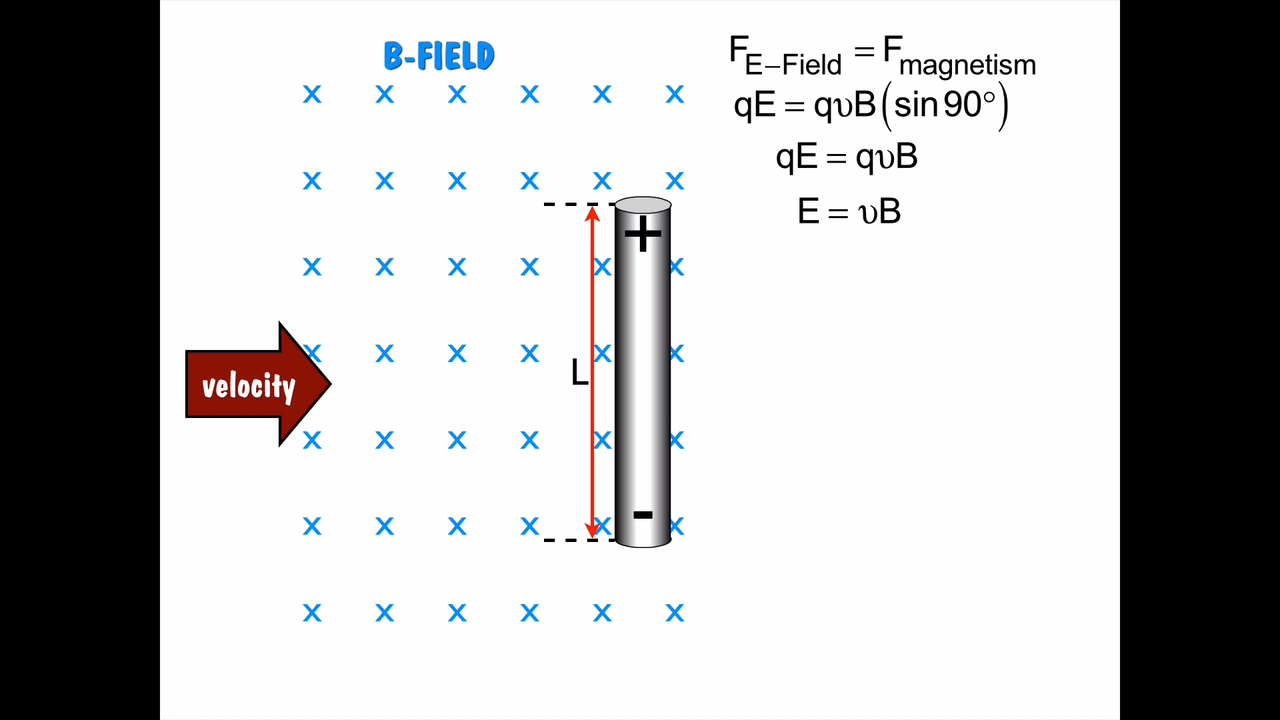 B-FIELD
F_E–Field = F_magnetism
qE = qυB(sin 90°)
qE = qυB
E = υB
x x x x x x
x x x x x x
+
x x x x x x
x x x x x x
velocity
L
x x x x x x
x x x x x x
-
x x x x x x